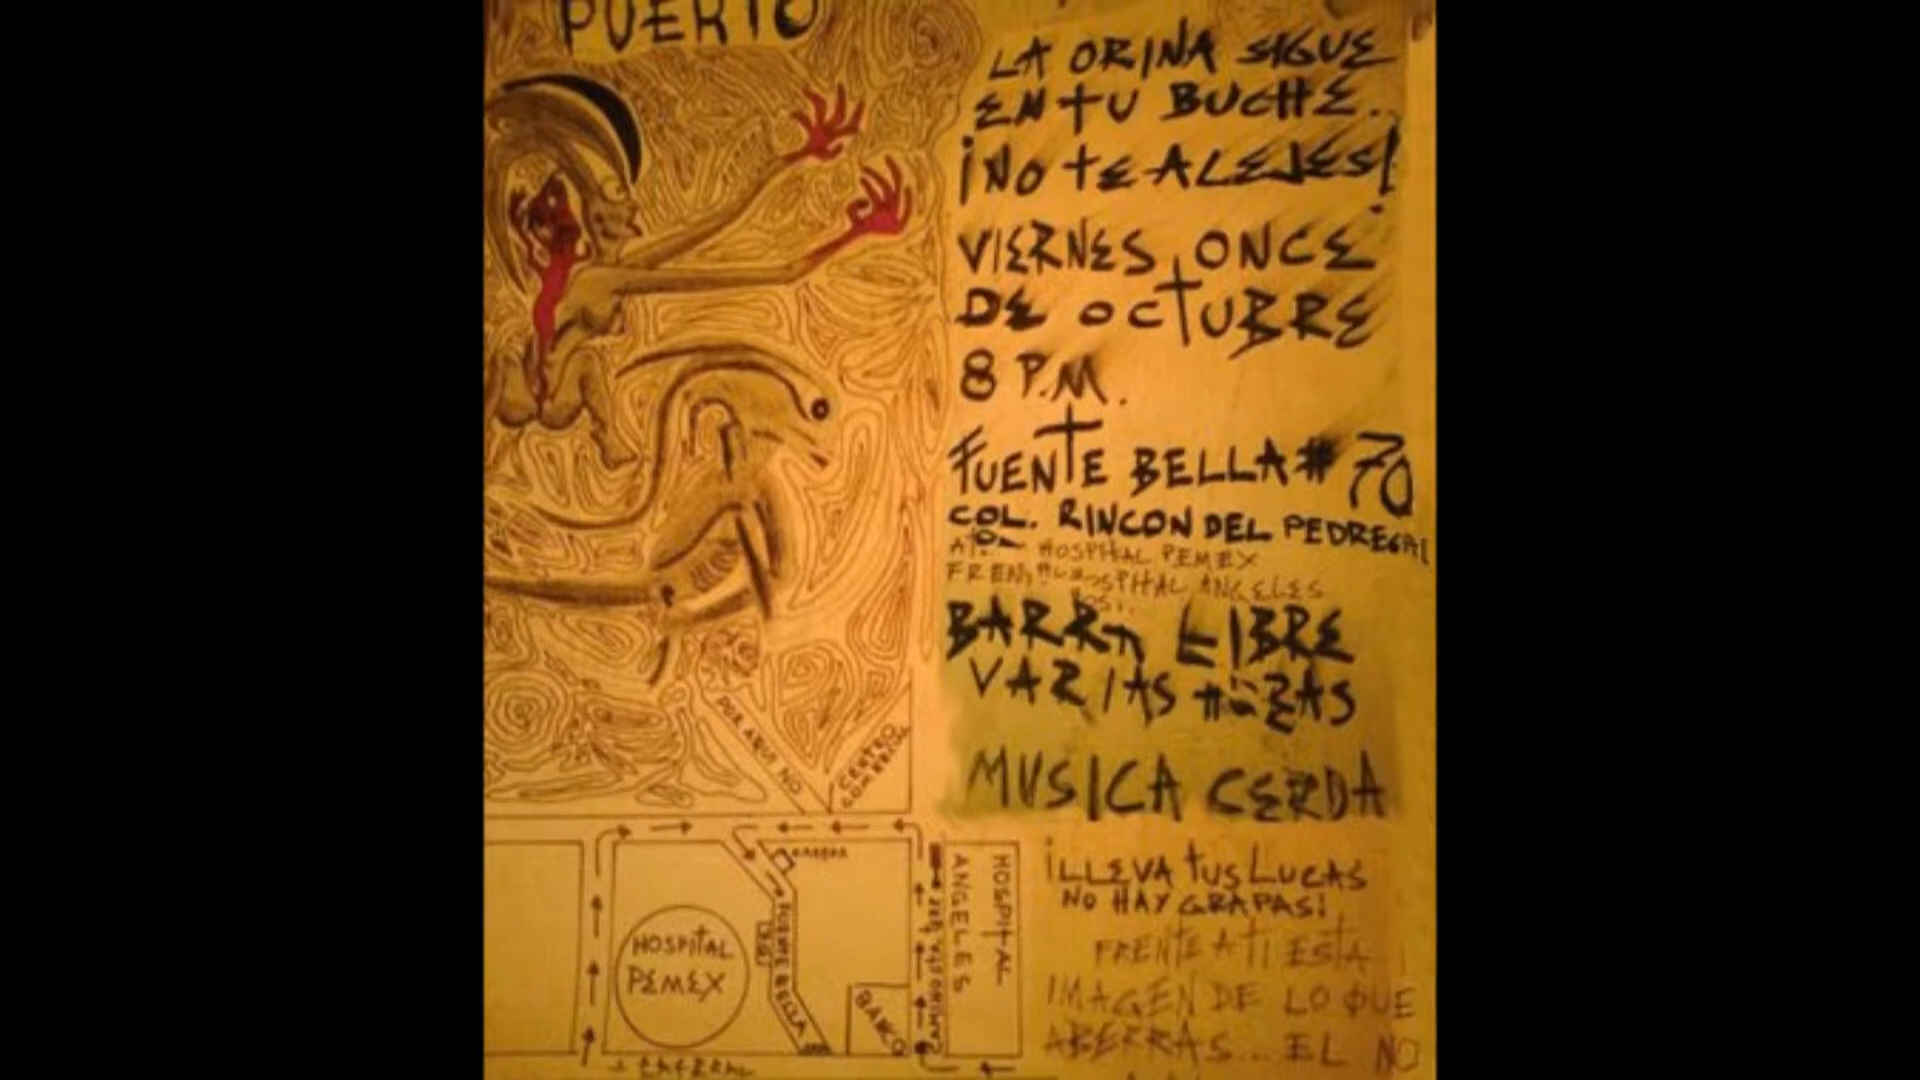 PUERTO
LA ORINA SIGUE
EN TU BUCHE..
¡NO TE ALEJES!
VIERNES ONCE
DE OCTUBRE
8 P.M.
FUENTE BELLA # 70
COL. RINCON DEL PEDREGAL
HOSPITAL PEMEX
HOSPITAL ANGELES
BARRA LIBRE
VARIAS
MUSICA CERDA
¡LLEVA TUS LUCAS
NO HAY GRAPAS!
FRENTE A TI ESTA
IMAGEN DE LO QUE
ABERRAS... EL NO
POR AQUI NO
CENTRO
COMERCIAL
HOSPITAL
ANGELES
FUENTE BELLA
HOSPITAL
PEMEX
BANCO